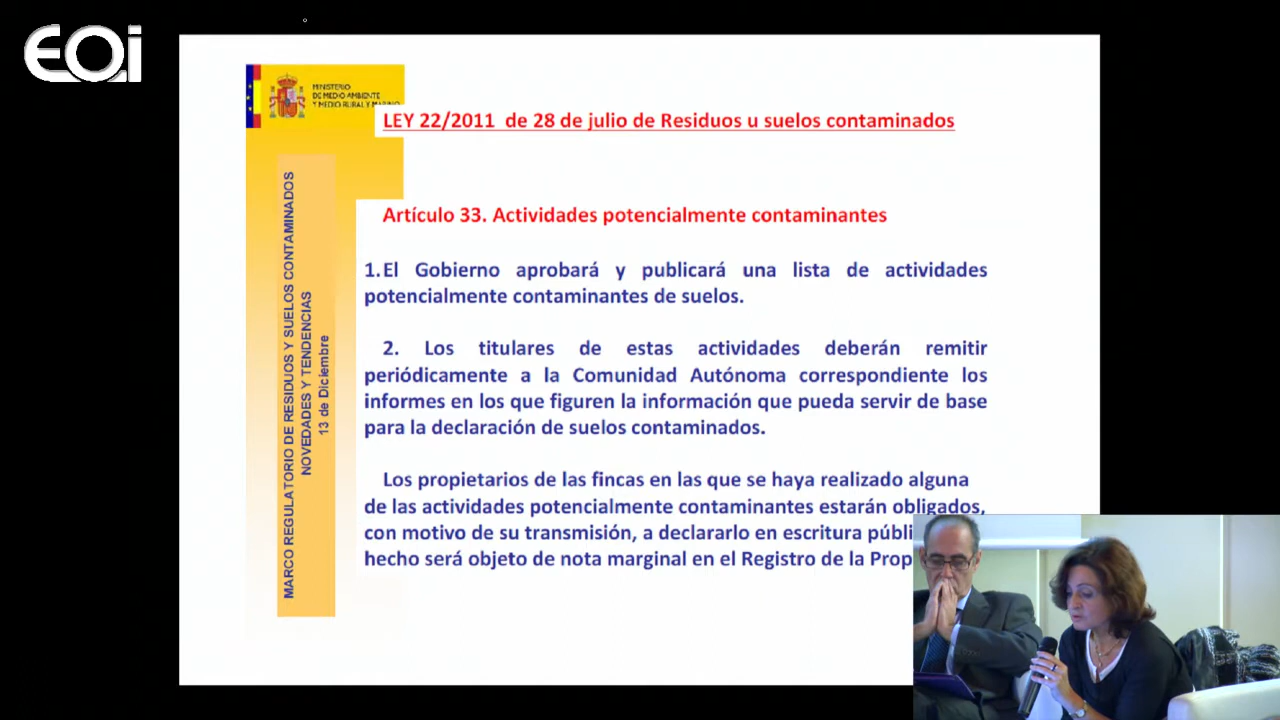 EOi
MINISTERIO
DE MEDIO AMBIENTE
Y MEDIO RURAL Y MARINO
LEY 22/2011 de 28 de julio de Residuos u suelos contaminados
MARCO REGULATORIO DE RESIDUOS Y SUELOS CONTAMINADOS
NOVEDADES Y TENDENCIAS
13 de Diciembre
Artículo 33. Actividades potencialmente contaminantes
1.El Gobierno aprobará y publicará una lista de actividades
potencialmente contaminantes de suelos.
2. Los titulares de estas actividades deberán remitir
periódicamente a la Comunidad Autónoma correspondiente los
informes en los que figuren la información que pueda servir de base
para la declaración de suelos contaminados.
Los propietarios de las fincas en las que se haya realizado alguna
de las actividades potencialmente contaminantes estarán obligados,
con motivo de su transmisión, a declararlo en escritura públi
hecho será objeto de nota marginal en el Registro de la Prop